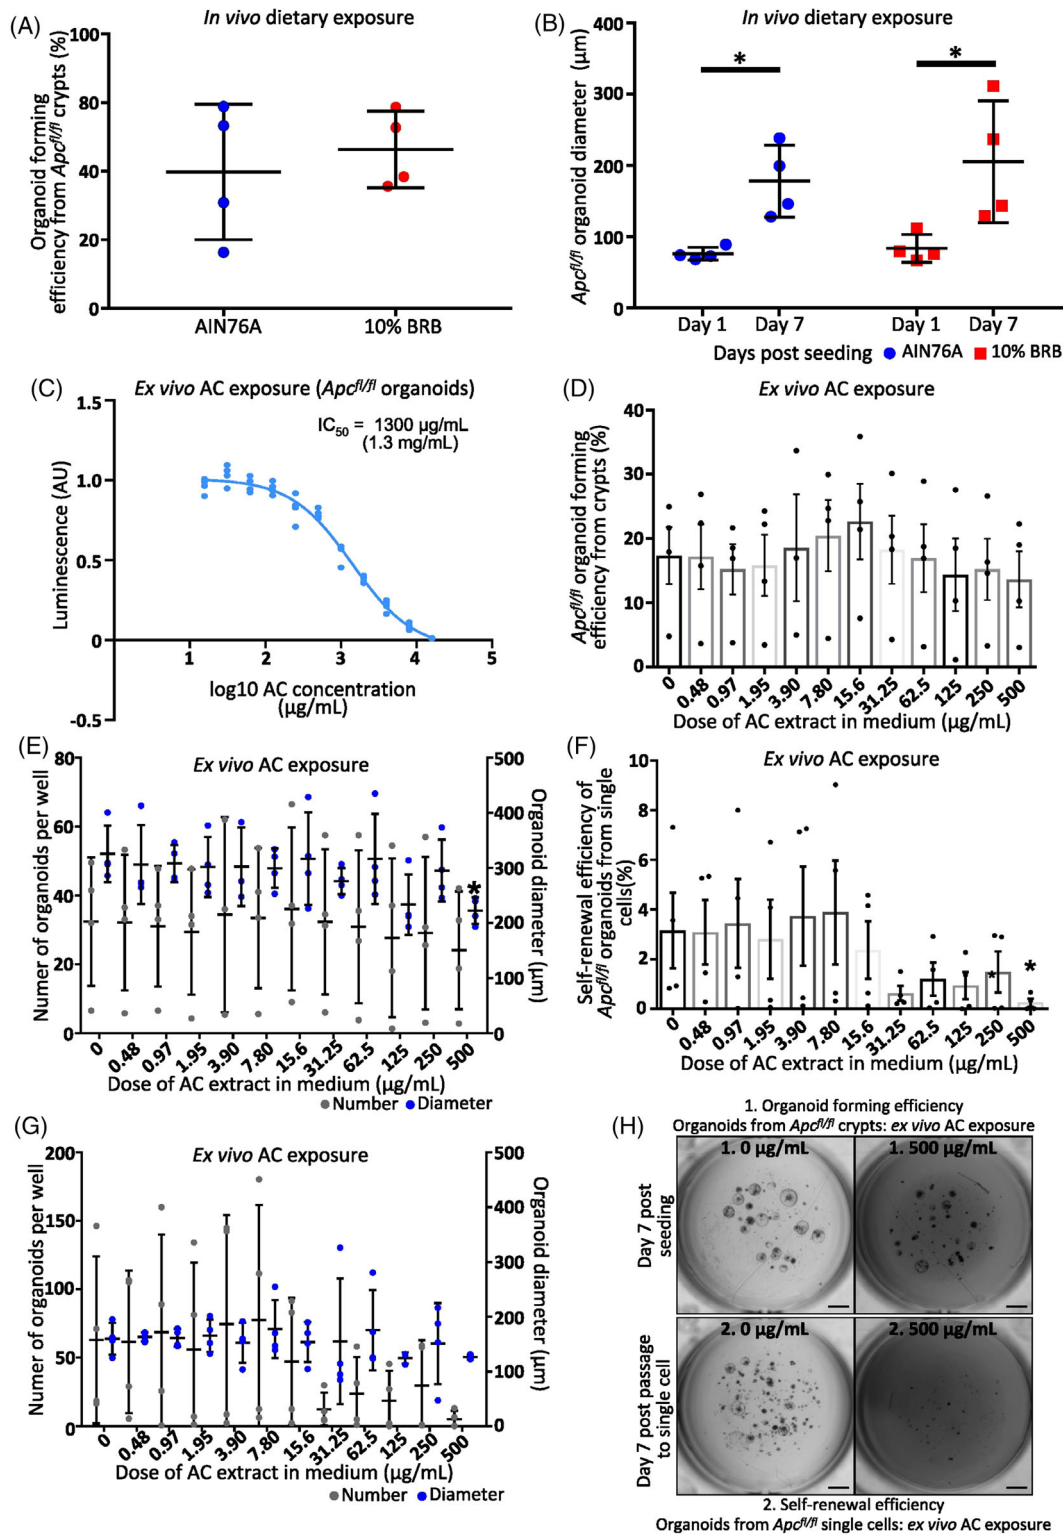 (A)
In vivo dietary exposure
Organoid forming
efficiency from Apcfl/fl crypts (%)
100
80
60
40
20
0
AIN76A
10% BRB
(B)
In vivo dietary exposure
Apcfl/fl organoid diameter (µm)
400
300
200
100
0
*
*
Day 1
Day 7
Day 1
Day 7
Days post seeding
AIN76A
10% BRB
(C)
Ex vivo AC exposure (Apcfl/fl organoids)
IC50 = 1300 µg/mL
(1.3 mg/mL)
Luminescence (AU)
1.5
1.0
0.5
0
-0.5
1
2
3
4
5
log10 AC concentration
(µg/mL)
(D)
Ex vivo AC exposure
Apcfl/fl organoid forming
efficiency from crypts (%)
40
30
20
10
0
0
0.48
0.97
1.95
3.90
7.80
15.6
31.25
62.5
125
250
500
Dose of AC extract in medium (µg/mL)
(E)
Ex vivo AC exposure
Numer of organoids per well
80
60
40
20
0
Organoid diameter
(µm)
500
400
300
200
100
0
*
0
0.48
0.97
1.95
3.90
7.80
15.6
31.25
62.5
125
250
500
Dose of AC extract in medium (µg/mL)
Number
Diameter
(F)
Ex vivo AC exposure
Self-renewal efficiency of
Apcfl/fl organoids from single
cells(%)
10
8
6
4
2
0
*
*
0
0.48
0.97
1.95
3.90
7.80
15.6
31.25
62.5
125
250
500
Dose of AC extract in medium (µg/mL)
(G)
Ex vivo AC exposure
Numer of organoids per well
200
150
100
50
0
Organoid diameter
(µm)
500
400
300
200
100
0
0
0.48
0.97
1.95
3.90
7.80
15.6
31.25
62.5
125
250
500
Dose of AC extract in medium (µg/mL)
Number
Diameter
(H)
1. Organoid forming efficiency
Organoids from Apcfl/fl crypts: ex vivo AC exposure
1. 0 µg/mL
1. 500 µg/mL
Day 7 post
seeding
2. 0 µg/mL
2. 500 µg/mL
Day 7 post passage
to single cell
2. Self-renewal efficiency
Organoids from Apcfl/fl single cells: ex vivo AC exposure